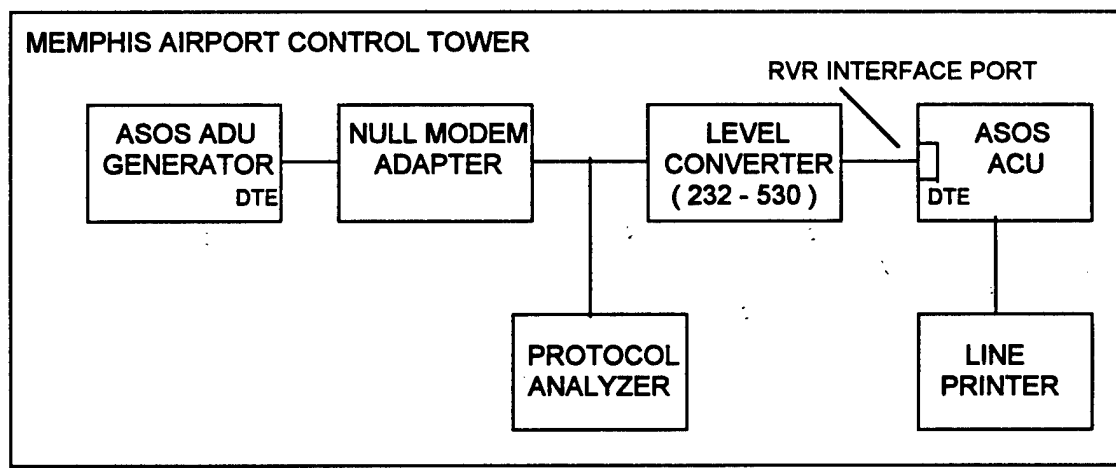 MEMPHIS AIRPORT CONTROL TOWER
RVR INTERFACE PORT
ASOS ADU
GENERATOR
DTE
NULL MODEM
ADAPTER
LEVEL
CONVERTER
( 232 - 530 )
ASOS
ACU
DTE
PROTOCOL
ANALYZER
LINE
PRINTER